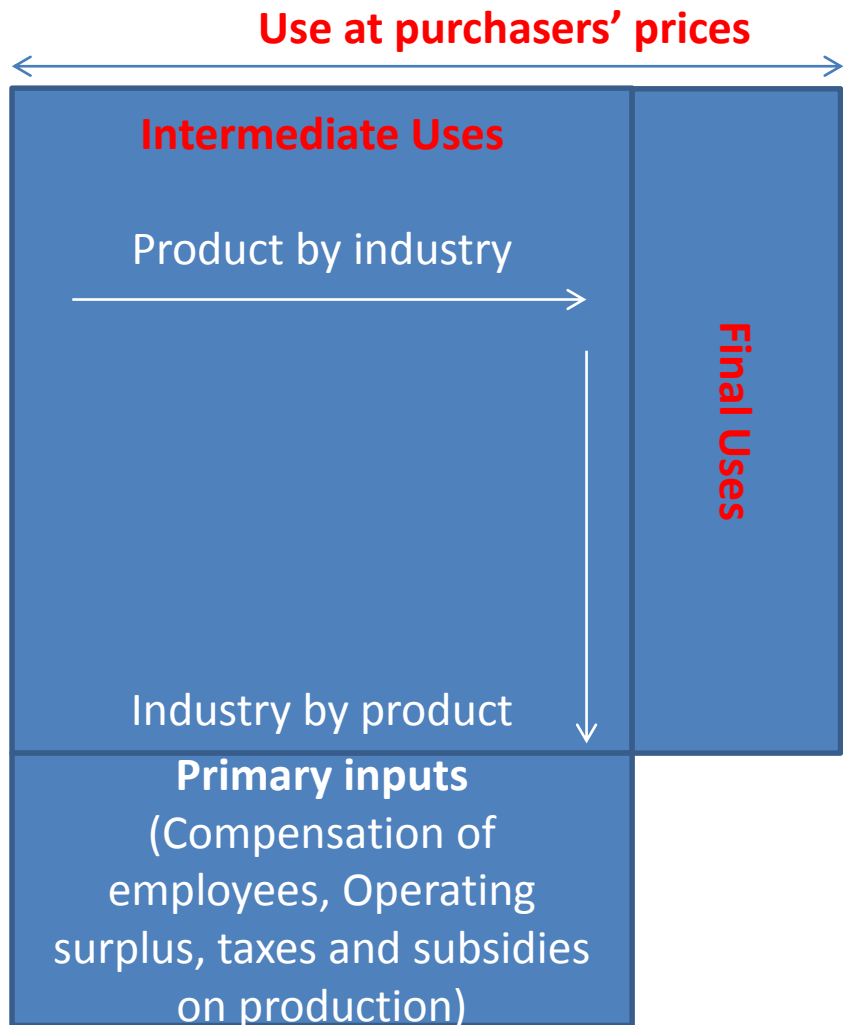 Use at purchasers’ prices
Intermediate Uses
Product by industry
Final Uses
Industry by product
Primary inputs
(Compensation of
employees, Operating
surplus, taxes and subsidies
on production)